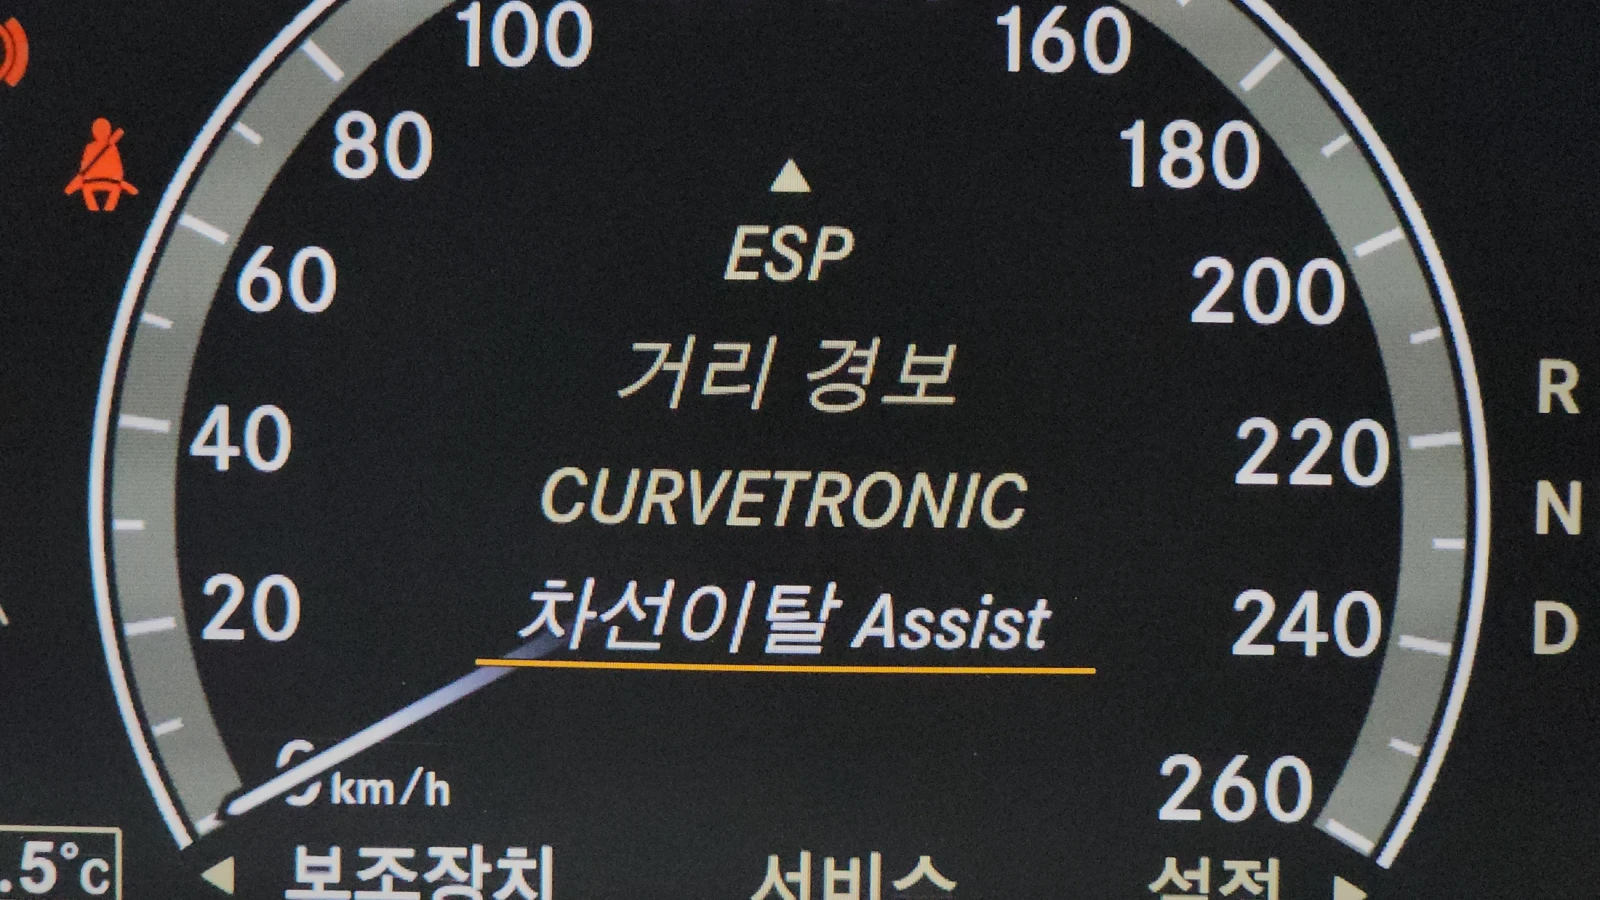 100
160
80
180
ESP
60
200
거리 경보
R
40
220
CURVETRONIC
N
20
차선이탈 Assist
240
D
0 km/h
260
.5°C
보조장치
서비스
설정